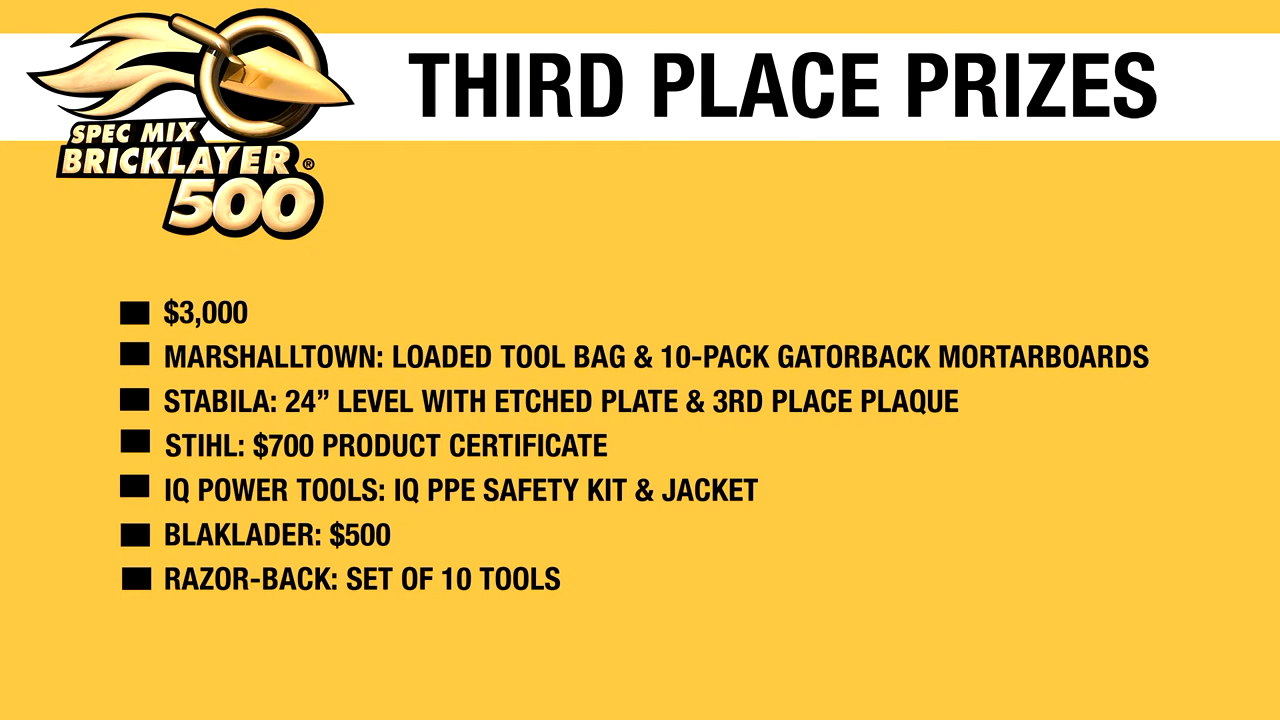 THIRD PLACE PRIZES
SPEC MIX
BRICKLAYER®
500
$3,000
MARSHALLTOWN: LOADED TOOL BAG & 10-PACK GATORBACK MORTARBOARDS
STABILA: 24” LEVEL WITH ETCHED PLATE & 3RD PLACE PLAQUE
STIHL: $700 PRODUCT CERTIFICATE
IQ POWER TOOLS: IQ PPE SAFETY KIT & JACKET
BLAKLADER: $500
RAZOR-BACK: SET OF 10 TOOLS